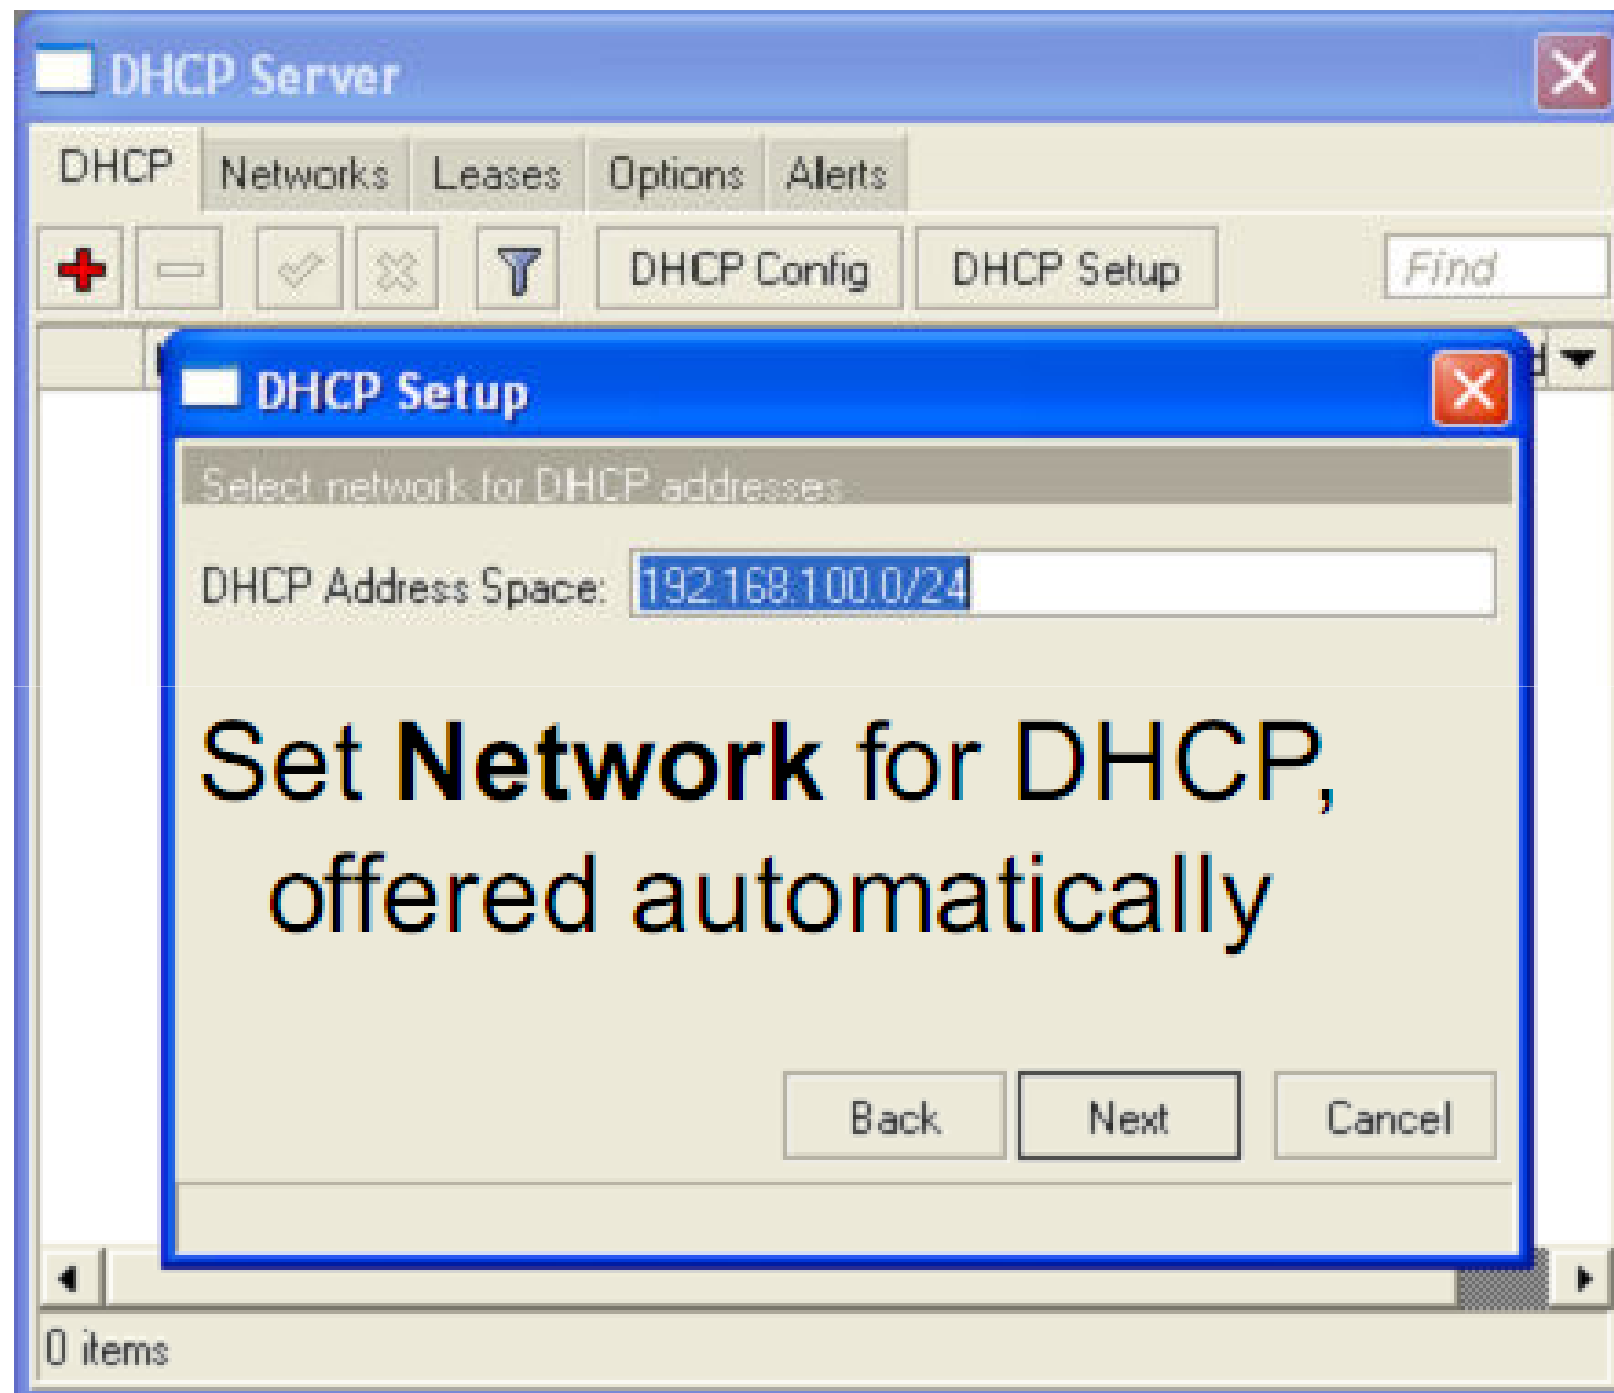 DHCP Server
DHCP Networks Leases Options Alerts
DHCP Config DHCP Setup Find
DHCP Setup
Select network for DHCP addresses
DHCP Address Space: 192.168.100.0/24
Set Network for DHCP,
offered automatically
Back Next Cancel
0 items